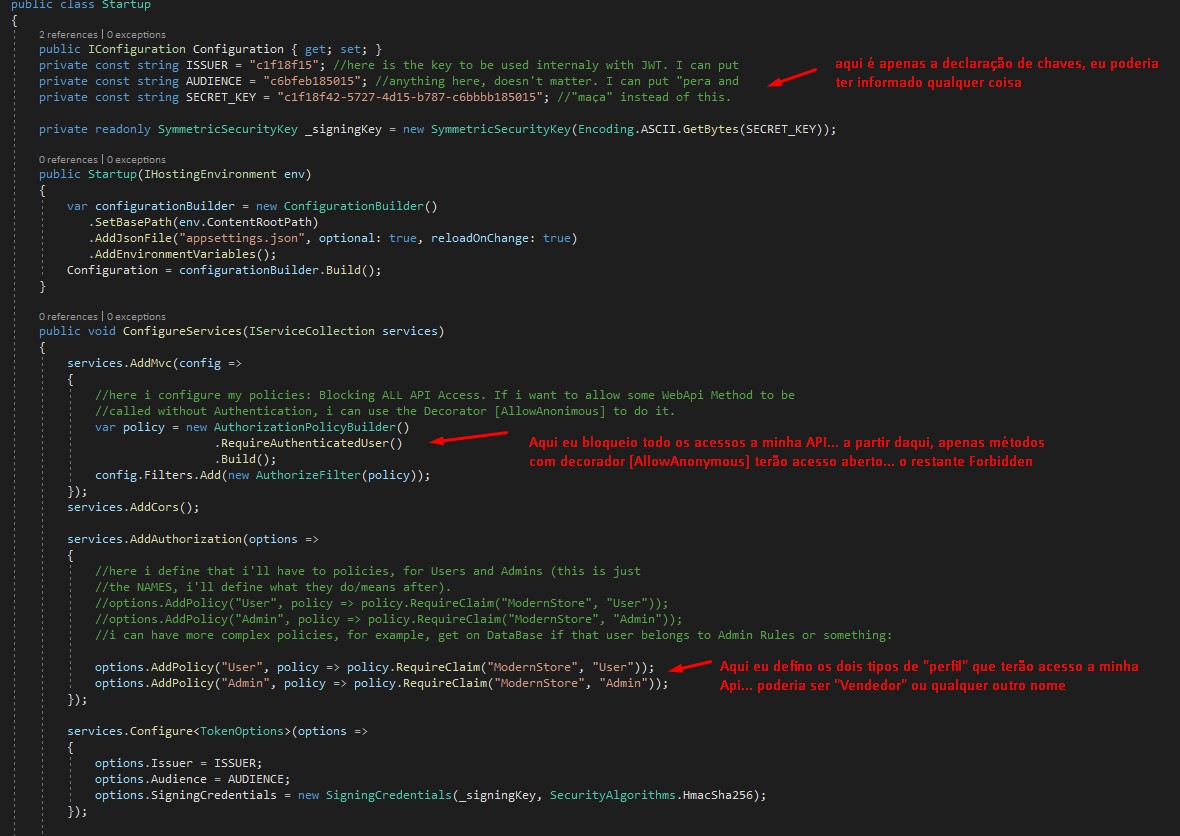 public class Startup
{
2 references | 0 exceptions
public IConfiguration Configuration { get; set; }
private const string ISSUER = "c1f18f15"; //here is the key to be used internaly with JWT. I can put
private const string AUDIENCE = "c6bfeb185015"; //anything here, doesn't matter. I can put "pera and
private const string SECRET_KEY = "c1f18f42-5727-4d15-b787-c6bbbb185015"; //"maça" instead of this.
aqui é apenas a declaração de chaves, eu poderia
ter informado qualquer coisa
private readonly SymmetricSecurityKey _signingKey = new SymmetricSecurityKey(Encoding.ASCII.GetBytes(SECRET_KEY));
0 references | 0 exceptions
public Startup(IHostingEnvironment env)
{
var configurationBuilder = new ConfigurationBuilder()
.SetBasePath(env.ContentRootPath)
.AddJsonFile("appsettings.json", optional: true, reloadOnChange: true)
.AddEnvironmentVariables();
Configuration = configurationBuilder.Build();
}
0 references | 0 exceptions
public void ConfigureServices(IServiceCollection services)
{
services.AddMvc(config =>
{
//here i configure my policies: Blocking ALL API Access. If i want to allow some WebApi Method to be
//called without Authentication, i can use the Decorator [AllowAnonimous] to do it.
var policy = new AuthorizationPolicyBuilder()
.RequireAuthenticatedUser()
.Build();
config.Filters.Add(new AuthorizeFilter(policy));
Aqui eu bloqueio todo os acessos a minha API... a partir daqui, apenas métodos
com decorador [AllowAnonymous] terão acesso aberto... o restante Forbidden
});
services.AddCors();
services.AddAuthorization(options =>
{
//here i define that i'll have to policies, for Users and Admins (this is just
//the NAMES, i'll define what they do/means after).
//options.AddPolicy("User", policy => policy.RequireClaim("ModernStore", "User"));
//options.AddPolicy("Admin", policy => policy.RequireClaim("ModernStore", "Admin"));
//i can have more complex policies, for example, get on DataBase if that user belongs to Admin Rules or something:
options.AddPolicy("User", policy => policy.RequireClaim("ModernStore", "User"));
options.AddPolicy("Admin", policy => policy.RequireClaim("ModernStore", "Admin"));
Aqui eu defino os dois tipos de "perfil" que terão acesso a minha
Api... poderia ser "Vendedor" ou qualquer outro nome
});
services.Configure<TokenOptions>(options =>
{
options.Issuer = ISSUER;
options.Audience = AUDIENCE;
options.SigningCredentials = new SigningCredentials(_signingKey, SecurityAlgorithms.HmacSha256);
});